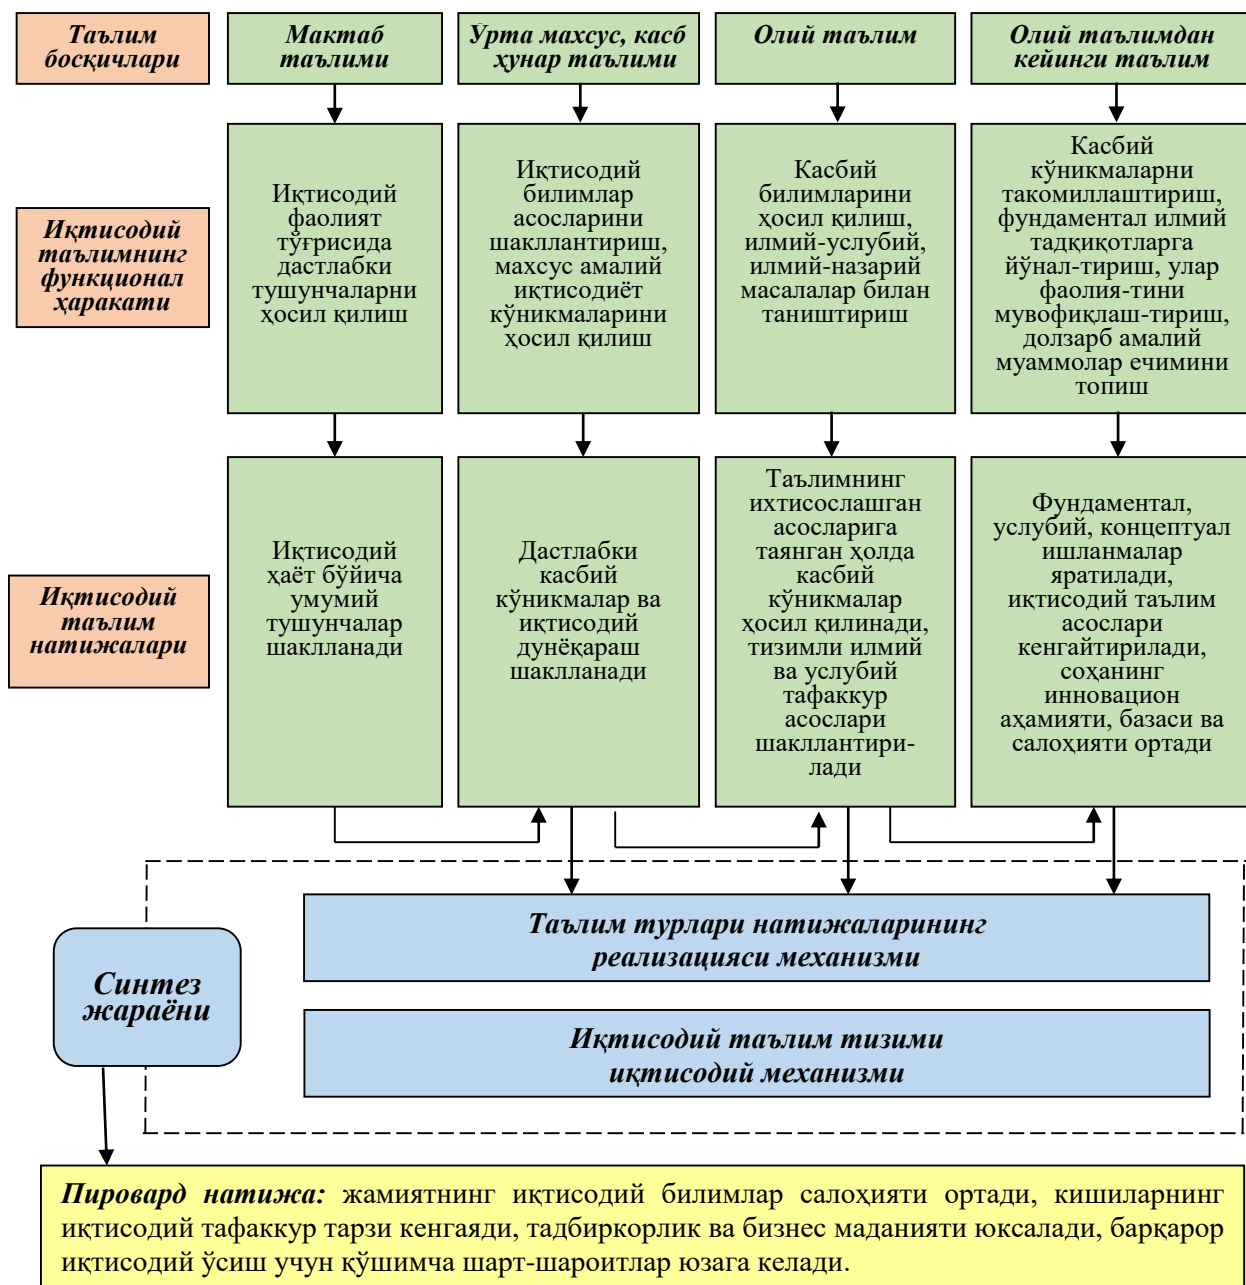 Таълим
босқичлари
Мактаб
таълими
Ўрта махсус, касб
ҳунар таълими
Олий таълим
Олий таълимдан
кейинги таълим
Иқтисодий
таълимнинг
функционал
ҳаракати
Иқтисодий
фаолият
тўғрисида
дастлабки
тушунчаларни
ҳосил қилиш
Иқтисодий
билимлар
асосларини
шакллантириш,
махсус амалий
иқтисодиёт
кўникмаларини
ҳосил қилиш
Касбий
билимларини
ҳосил қилиш,
илмий-услубий,
илмий-назарий
масалалар билан
таништириш
Касбий
кўникмаларни
такомиллаштириш,
фундаментал илмий
тадқиқотларга
йўнал-тириш, улар
фаолия-тини
мувофиқлаш-тириш,
долзарб амалий
муаммолар ечимини
топиш
Иқтисодий
таълим
натижалари
Иқтисодий
ҳаёт бўйича
умумий
тушунчалар
шаклланади
Дастлабки
касбий
кўникмалар ва
иқтисодий
дунёқараш
шаклланади
Таълимнинг
ихтисослашган
асосларига
таянган ҳолда
касбий
кўникмалар
ҳосил қилинади,
тизимли илмий
ва услубий
тафаккур
асослари
шакллантири-
лади
Фундаментал,
услубий, концептуал
ишланмалар
яратилади,
иқтисодий таълим
асослари
кенгайтирилади,
соҳанинг
инновацион
аҳамияти, базаси ва
салоҳияти ортади
Таълим турлари натижаларининг
реализацияси механизми
Синтез
жараёни
Иқтисодий таълим тизими
иқтисодий механизми
Пировард натижа: жамиятнинг иқтисодий билимлар салоҳияти ортади, кишиларнинг
иқтисодий тафаккур тарзи кенгаяди, тадбиркорлик ва бизнес маданияти юксалади, барқарор
иқтисодий ўсиш учун қўшимча шарт-шароитлар юзага келади.